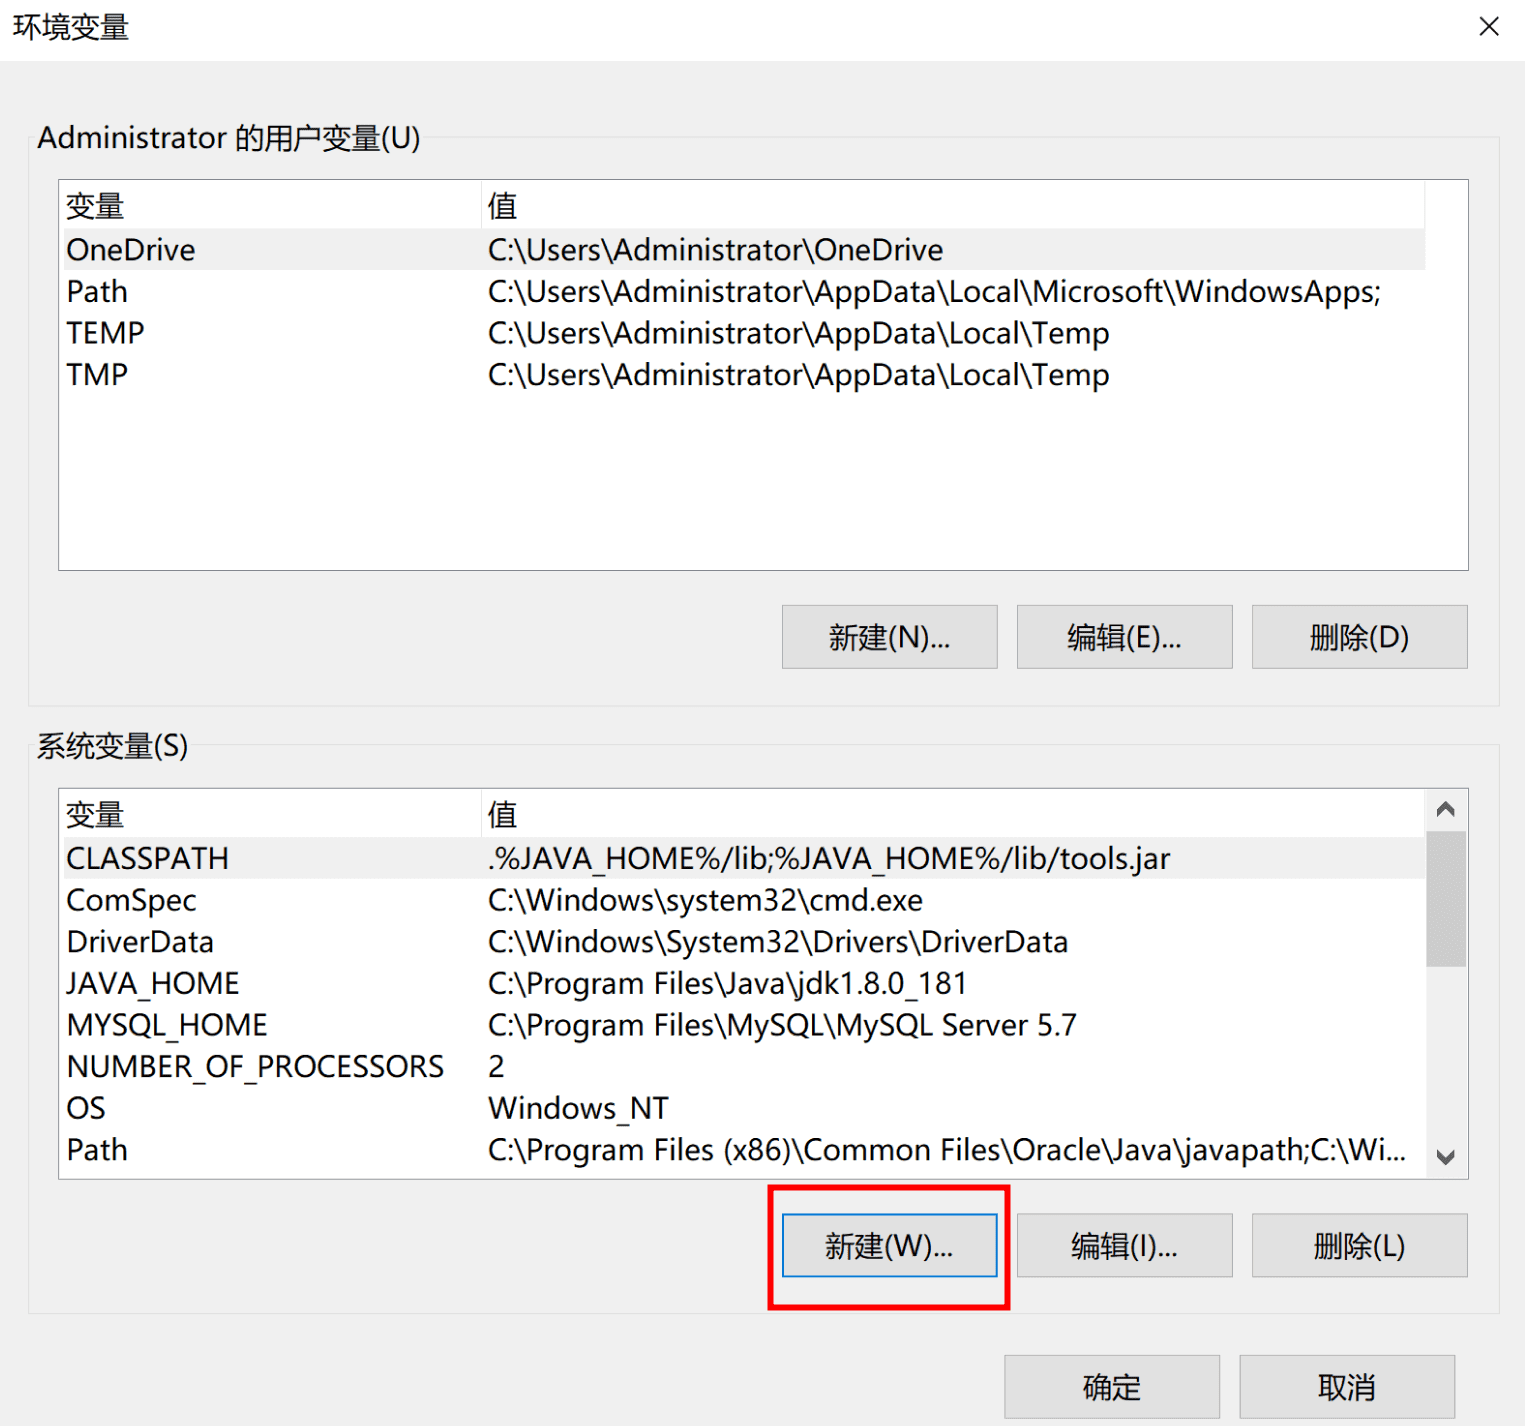 环境变量
Administrator 的用户变量(U)
变量 值
OneDrive C:\Users\Administrator\OneDrive
Path C:\Users\Administrator\AppData\Local\Microsoft\WindowsApps;
TEMP C:\Users\Administrator\AppData\Local\Temp
TMP C:\Users\Administrator\AppData\Local\Temp
新建(N)... 编辑(E)... 删除(D)
系统变量(S)
变量 值
CLASSPATH .%JAVA_HOME%/lib;%JAVA_HOME%/lib/tools.jar
ComSpec C:\Windows\system32\cmd.exe
DriverData C:\Windows\System32\Drivers\DriverData
JAVA_HOME C:\Program Files\Java\jdk1.8.0_181
MYSQL_HOME C:\Program Files\MySQL\MySQL Server 5.7
NUMBER_OF_PROCESSORS 2
OS Windows_NT
Path C:\Program Files (x86)\Common Files\Oracle\Java\javapath;C:\Wi...
新建(W)... 编辑(I)... 删除(L)
确定 取消